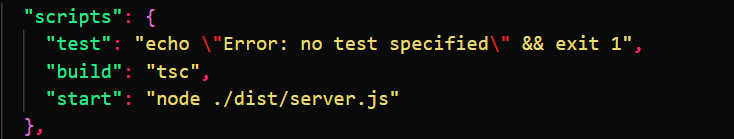 "scripts": {
"test": "echo \"Error: no test specified\" && exit 1",
"build": "tsc",
"start": "node ./dist/server.js"
},